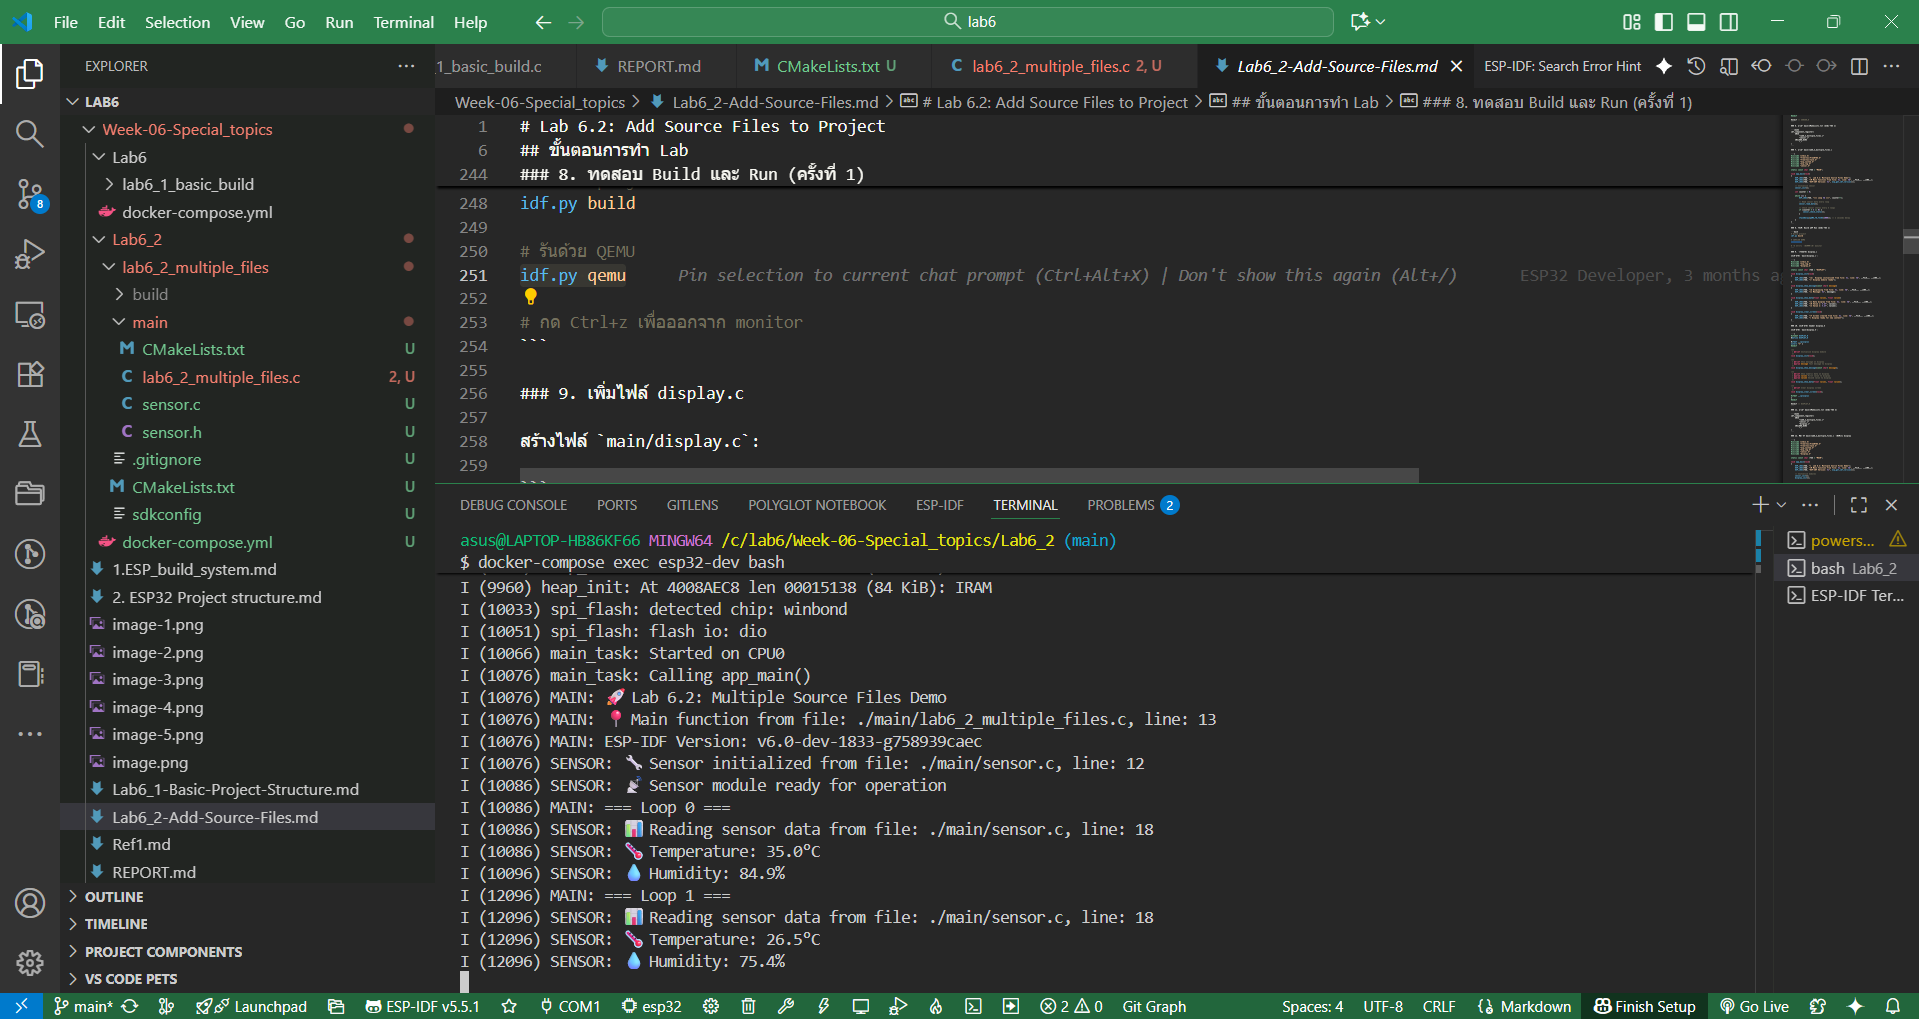 File Edit Selection View Go Run Terminal Help
lab6
EXPLORER
LAB6
Week-06-Special_topics
Lab6
lab6_1_basic_build
docker-compose.yml
Lab6_2
lab6_2_multiple_files
build
main
CMakeLists.txt U
lab6_2_multiple_files.c 2, U
sensor.c U
sensor.h U
.gitignore U
CMakeLists.txt U
sdkconfig U
docker-compose.yml U
1.ESP_build_system.md
2. ESP32 Project structure.md
image-1.png
image-2.png
image-3.png
image-4.png
image-5.png
image.png
Lab6_1-Basic-Project-Structure.md
Lab6_2-Add-Source-Files.md
Ref1.md
REPORT.md
OUTLINE
TIMELINE
PROJECT COMPONENTS
VS CODE PETS
8
1_basic_build.c REPORT.md CMakeLists.txt U lab6_2_multiple_files.c 2, U Lab6_2-Add-Source-Files.md ESP-IDF: Search Error Hint
Week-06-Special_topics > Lab6_2-Add-Source-Files.md > # Lab 6.2: Add Source Files to Project > ## ขั้นตอนการทำ Lab > ### 8. ทดสอบ Build และ Run (ครั้งที่ 1)
1 # Lab 6.2: Add Source Files to Project
6 ## ขั้นตอนการทำ Lab
244 ### 8. ทดสอบ Build และ Run (ครั้งที่ 1)
248 idf.py build
249
250 # รันด้วย QEMU
251 idf.py qemu Pin selection to current chat prompt (Ctrl+Alt+X) | Don't show this again (Alt+/) ESP32 Developer, 3 months a
252
253 # กด Ctrl+z เพื่อออกจาก monitor
254 ```
255
256 ### 9. เพิ่มไฟล์ display.c
257
258 สร้างไฟล์ `main/display.c`:
259
DEBUG CONSOLE PORTS GITLENS POLYGLOT NOTEBOOK ESP-IDF TERMINAL PROBLEMS 2
asus@LAPTOP-HB86KF66 MINGW64 /c/lab6/Week-06-Special_topics/Lab6_2 (main)
$ docker-compose exec esp32-dev bash
I (9960) heap_init: At 4008AEC8 len 00015138 (84 KiB): IRAM
I (10033) spi_flash: detected chip: winbond
I (10051) spi_flash: flash io: dio
I (10066) main_task: Started on CPU0
I (10076) main_task: Calling app_main()
I (10076) MAIN: 🚀 Lab 6.2: Multiple Source Files Demo
I (10076) MAIN: 📍 Main function from file: ./main/lab6_2_multiple_files.c, line: 13
I (10076) MAIN: ESP-IDF Version: v6.0-dev-1833-g758939caec
I (10076) SENSOR: 🔧 Sensor initialized from file: ./main/sensor.c, line: 12
I (10086) SENSOR: 📡 Sensor module ready for operation
I (10086) MAIN: === Loop 0 ===
I (10086) SENSOR: 📊 Reading sensor data from file: ./main/sensor.c, line: 18
I (10086) SENSOR: 🌡️ Temperature: 35.0°C
I (10096) SENSOR: 💧 Humidity: 84.9%
I (12096) MAIN: === Loop 1 ===
I (12096) SENSOR: 📊 Reading sensor data from file: ./main/sensor.c, line: 18
I (12096) SENSOR: 🌡️ Temperature: 26.5°C
I (12096) SENSOR: 💧 Humidity: 75.4%
powers...
bash Lab6_2
ESP-IDF Ter...
main* Launchpad ESP-IDF v5.5.1 COM1 esp32 2 0 Git Graph Spaces: 4 UTF-8 CRLF Markdown Finish Setup Go Live